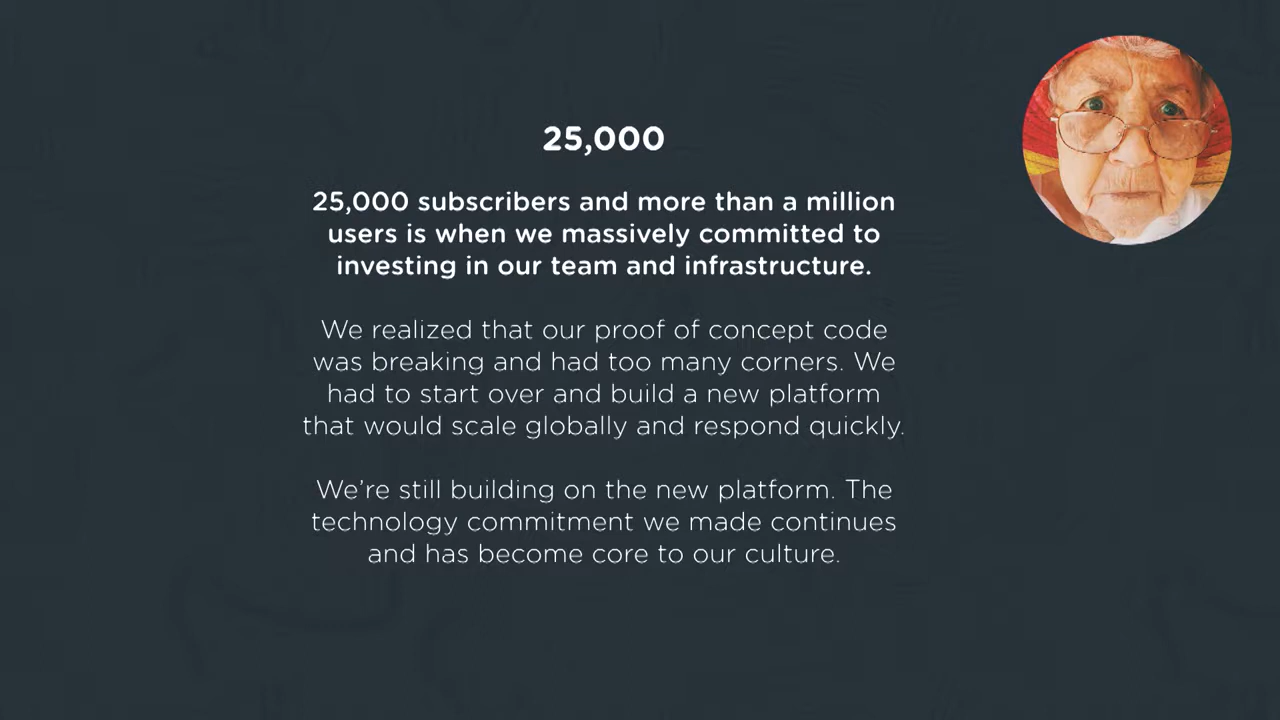 25,000
25,000 subscribers and more than a million
users is when we massively committed to
investing in our team and infrastructure.
We realized that our proof of concept code
was breaking and had too many corners. We
had to start over and build a new platform
that would scale globally and respond quickly.
We’re still building on the new platform. The
technology commitment we made continues
and has become core to our culture.